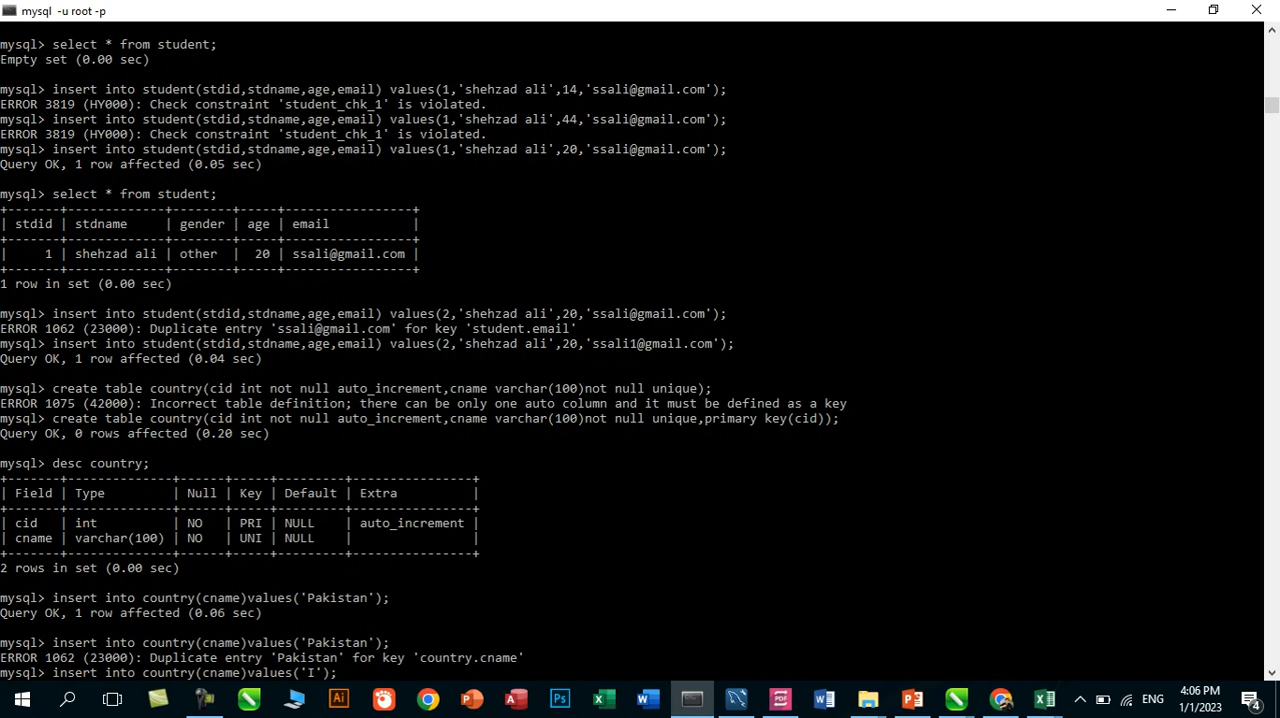 mysql  -u root -p
mysql> select * from student;
Empty set (0.00 sec)
mysql> insert into student(stdid,stdname,age,email) values(1,'shehzad ali',14,'ssali@gmail.com');
ERROR 3819 (HY000): Check constraint 'student_chk_1' is violated.
mysql> insert into student(stdid,stdname,age,email) values(1,'shehzad ali',44,'ssali@gmail.com');
ERROR 3819 (HY000): Check constraint 'student_chk_1' is violated.
mysql> insert into student(stdid,stdname,age,email) values(1,'shehzad ali',20,'ssali@gmail.com');
Query OK, 1 row affected (0.05 sec)
mysql> select * from student;
+-------+-------------+--------+-----+-----------------+
| stdid | stdname     | gender | age | email           |
+-------+-------------+--------+-----+-----------------+
|     1 | shehzad ali | other  |  20 | ssali@gmail.com |
+-------+-------------+--------+-----+-----------------+
1 row in set (0.00 sec)
mysql> insert into student(stdid,stdname,age,email) values(2,'shehzad ali',20,'ssali@gmail.com');
ERROR 1062 (23000): Duplicate entry 'ssali@gmail.com' for key 'student.email'
mysql> insert into student(stdid,stdname,age,email) values(2,'shehzad ali',20,'ssali1@gmail.com');
Query OK, 1 row affected (0.04 sec)
mysql> create table country(cid int not null auto_increment,cname varchar(100)not null unique);
ERROR 1075 (42000): Incorrect table definition; there can be only one auto column and it must be defined as a key
mysql> create table country(cid int not null auto_increment,cname varchar(100)not null unique,primary key(cid));
Query OK, 0 rows affected (0.20 sec)
mysql> desc country;
+-------+--------------+------+-----+---------+----------------+
| Field | Type         | Null | Key | Default | Extra          |
+-------+--------------+------+-----+---------+----------------+
| cid   | int          | NO   | PRI | NULL    | auto_increment |
| cname | varchar(100) | NO   | UNI | NULL    |                |
+-------+--------------+------+-----+---------+----------------+
2 rows in set (0.00 sec)
mysql> insert into country(cname)values('Pakistan');
Query OK, 1 row affected (0.06 sec)
mysql> insert into country(cname)values('Pakistan');
ERROR 1062 (23000): Duplicate entry 'Pakistan' for key 'country.cname'
mysql> insert into country(cname)values('I');
ENG
4:06 PM
1/1/2023
4